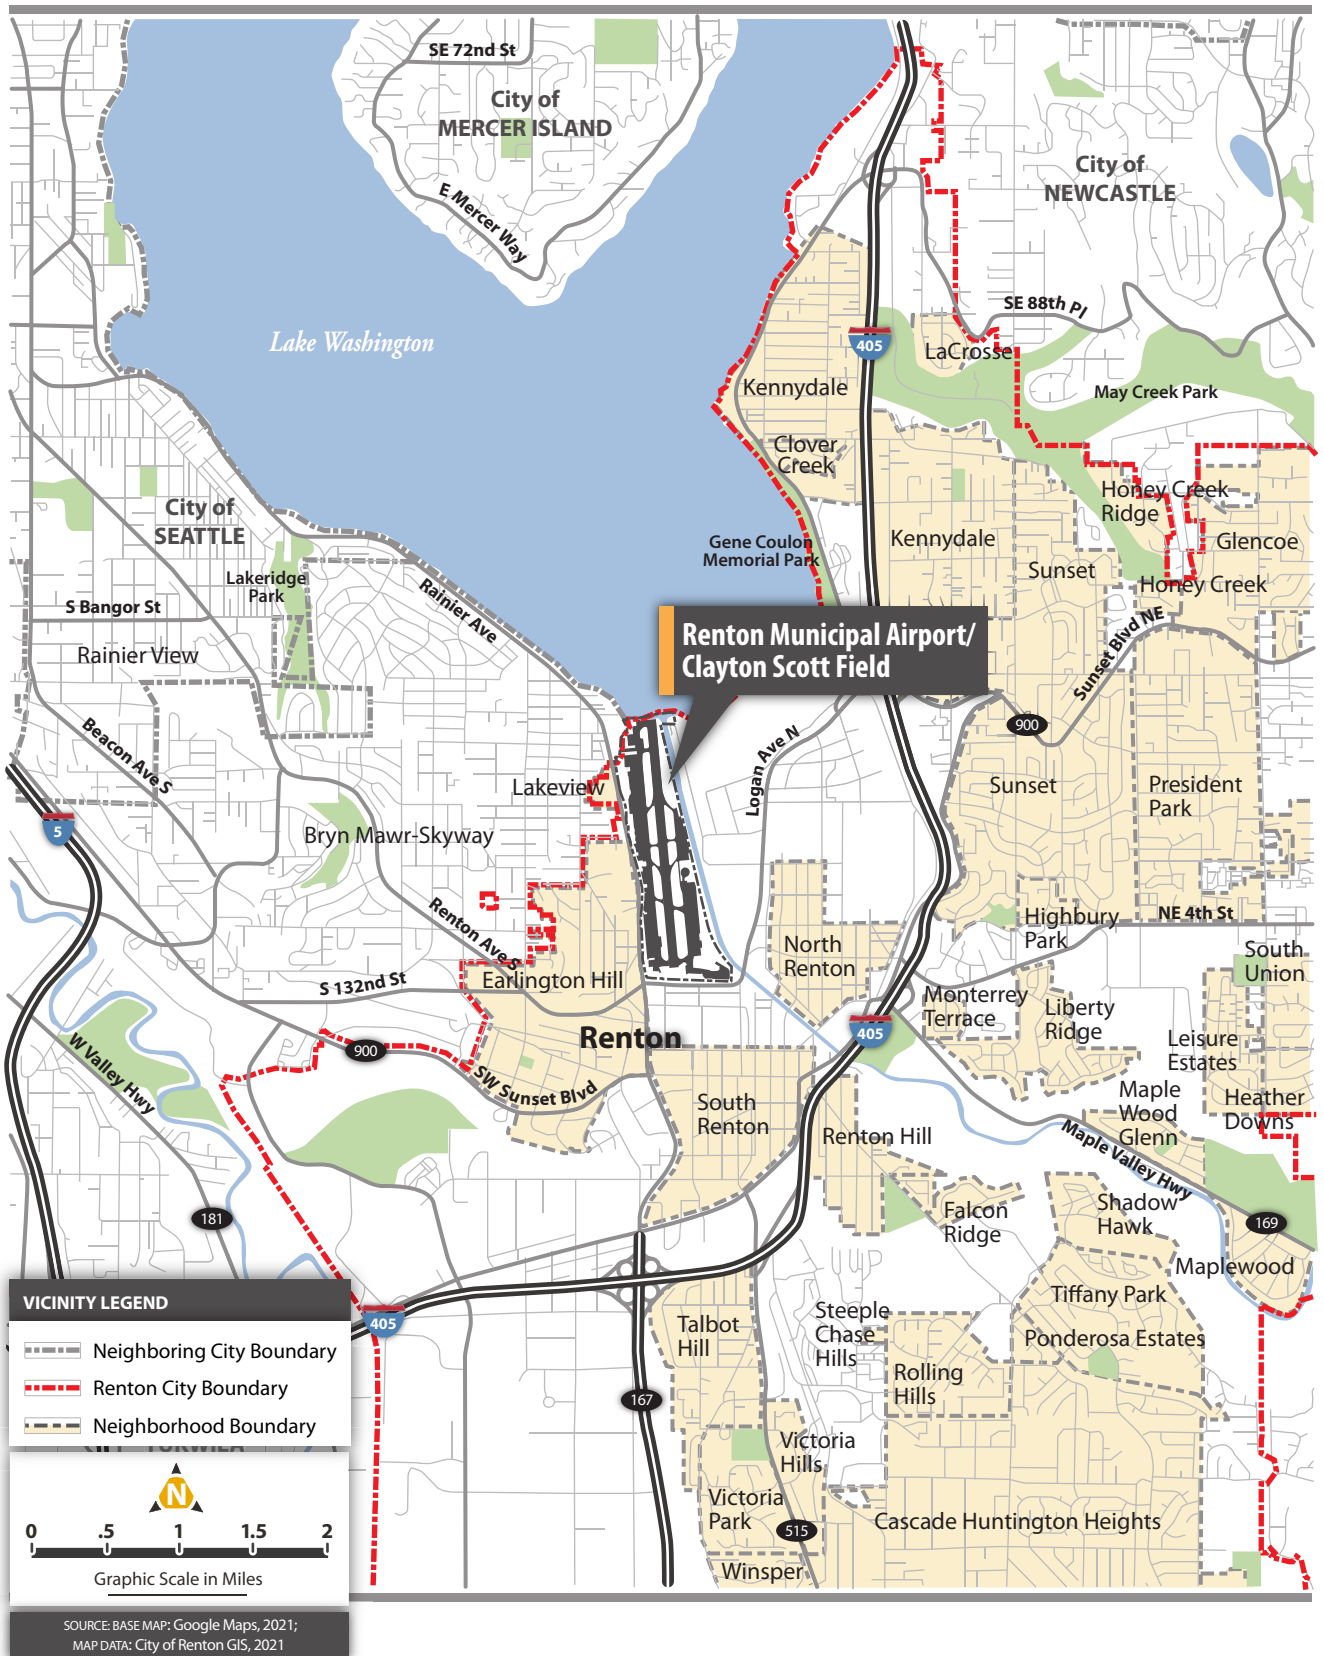 SE 72nd St
City of
MERCER ISLAND
E Mercer Way
City of
NEWCASTLE
SE 88th Pl
Lake Washington
405
LaCrosse
Kennydale
May Creek Park
Clover
Creek
Honey Creek
Ridge
City of
SEATTLE
Kennydale
Glencoe
Gene Coulon
Memorial Park
Sunset
Lakeridge
Park
Honey Creek
Rainier Ave
S Bangor St
Rainier View
Renton Municipal Airport/
Clayton Scott Field
Sunset Blvd NE
900
Beacon Ave S
Logan Ave N
Lakeview
Sunset
President
Park
5
Bryn Mawr-Skyway
Renton Ave S
Highbury
Park
NE 4th St
North
Renton
South
Union
Earlington Hill
S 132nd St
Monterrey
Terrace
Liberty
Ridge
Renton
405
900
W Valley Hwy
Leisure
Estates
SW Sunset Blvd
Maple
Wood
Glenn
Heather
Downs
South
Renton
Renton Hill
Maple Valley Hwy
181
Falcon
Ridge
Shadow
Hawk
169
Maplewood
Tiffany Park
405
Talbot
Hill
Steeple
Chase
Hills
Ponderosa Estates
Rolling
Hills
167
Victoria
Hills
Victoria
Park
515
Cascade Huntington Heights
Winsper
VICINITY LEGEND
Neighboring City Boundary
Renton City Boundary
Neighborhood Boundary
N
0 .5 1 1.5 2
Graphic Scale in Miles
SOURCE: BASE MAP: Google Maps, 2021;
MAP DATA: City of Renton GIS, 2021